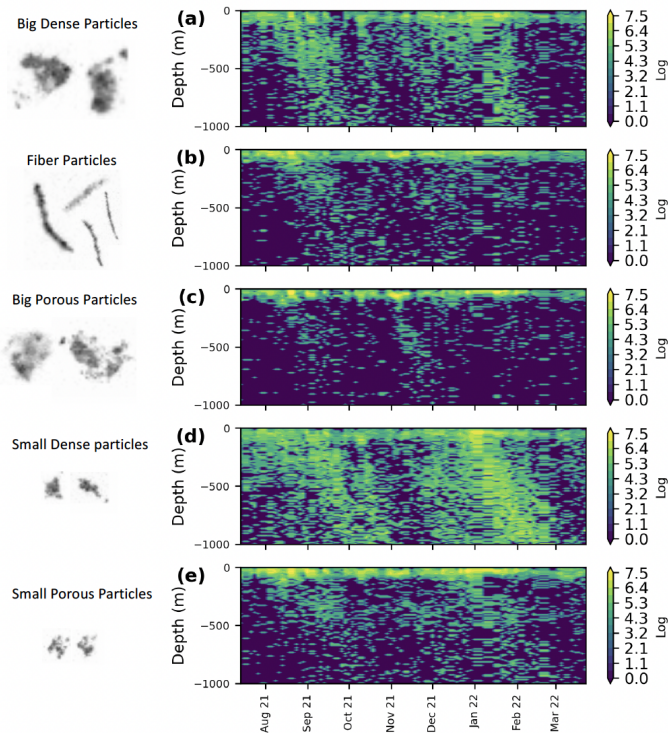 Big Dense Particles
(a)
Depth (m)
0
−500
−1000
7.5
6.4
5.3
4.3
3.2
2.1
1.1
0.0
Log
Fiber Particles
(b)
Depth (m)
0
−500
−1000
7.5
6.4
5.3
4.3
3.2
2.1
1.1
0.0
Log
Big Porous Particles
(c)
Depth (m)
0
−500
−1000
7.5
6.4
5.3
4.3
3.2
2.1
1.1
0.0
Log
Small Dense particles
(d)
Depth (m)
0
−500
−1000
7.5
6.4
5.3
4.3
3.2
2.1
1.1
0.0
Log
Small Porous Particles
(e)
Depth (m)
0
−500
−1000
7.5
6.4
5.3
4.3
3.2
2.1
1.1
0.0
Log
Aug 21
Sep 21
Oct 21
Nov 21
Dec 21
Jan 22
Feb 22
Mar 22